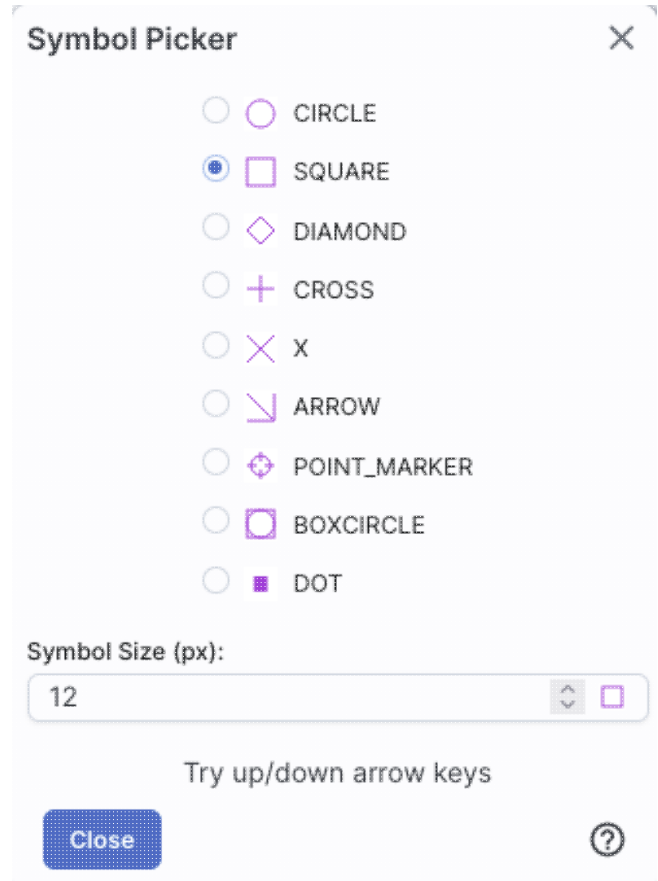 Symbol Picker
CIRCLE
SQUARE
DIAMOND
CROSS
X
ARROW
POINT_MARKER
BOXCIRCLE
DOT
Symbol Size (px):
12
Try up/down arrow keys
Close